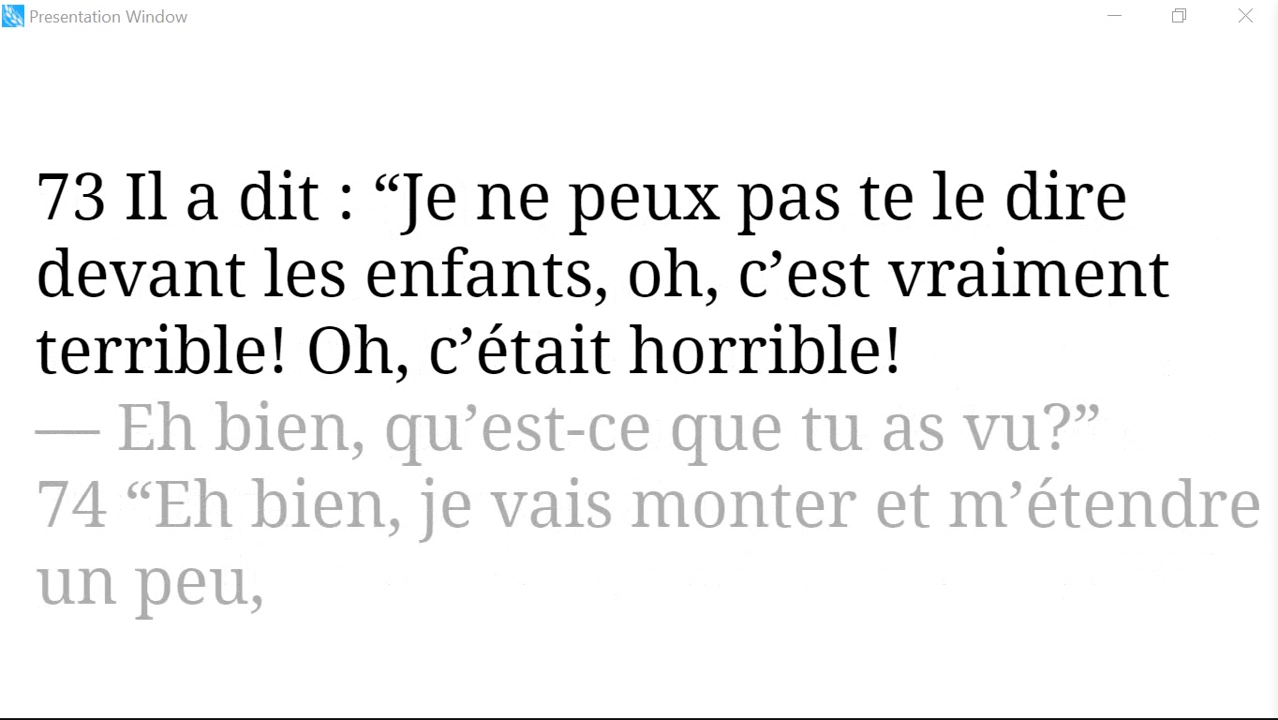 Presentation Window
73 Il a dit : “Je ne peux pas te le dire
devant les enfants, oh, c’est vraiment
terrible! Oh, c’était horrible!
— Eh bien, qu’est-ce que tu as vu?”
74 “Eh bien, je vais monter et m’étendre
un peu,